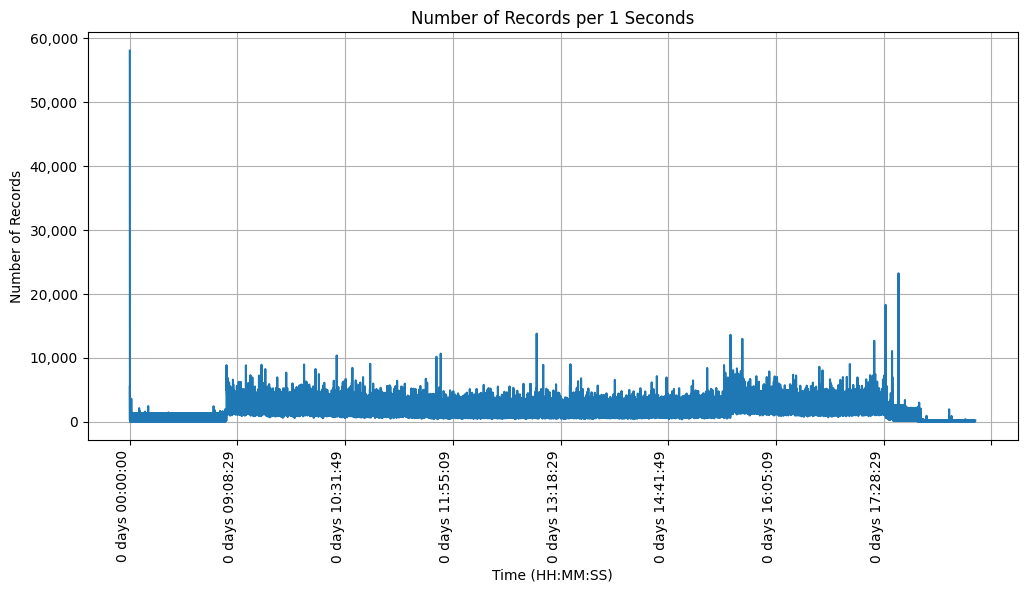 Number of Records per 1 Seconds
Number of Records
60,000
50,000
40,000
30,000
20,000
10,000
0
0 days 00:00:00
0 days 09:08:29
0 days 10:31:49
0 days 11:55:09
0 days 13:18:29
0 days 14:41:49
0 days 16:05:09
0 days 17:28:29
Time (HH:MM:SS)